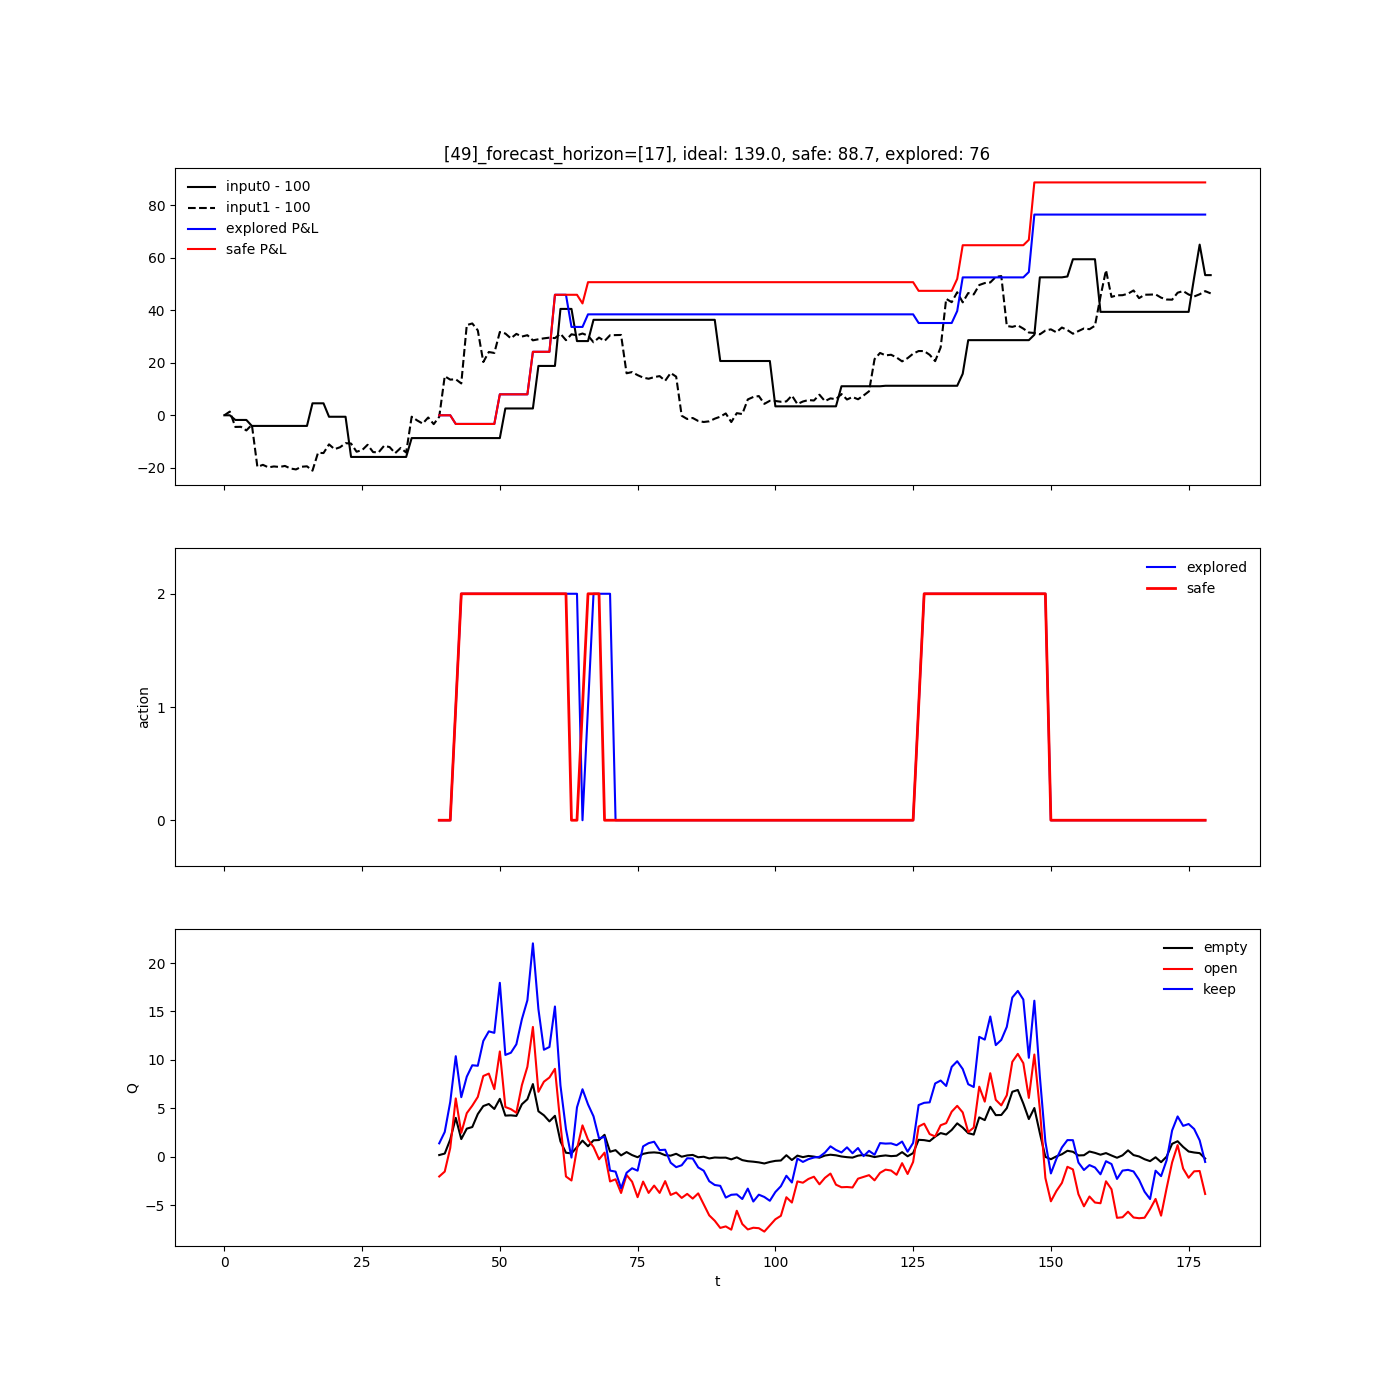 [49]_forecast_horizon=[17], ideal: 139.0, safe: 88.7, explored: 76
input0 - 100
input1 - 100
explored P&L
safe P&L
80
60
40
20
0
−20
explored
safe
2
1
0
action
empty
open
keep
20
15
10
5
0
−5
Q
0 25 50 75 100 125 150 175
t